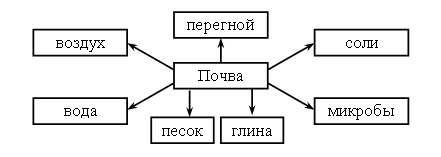 перегной
воздух
соли
Почва
вода
микробы
песок
глина